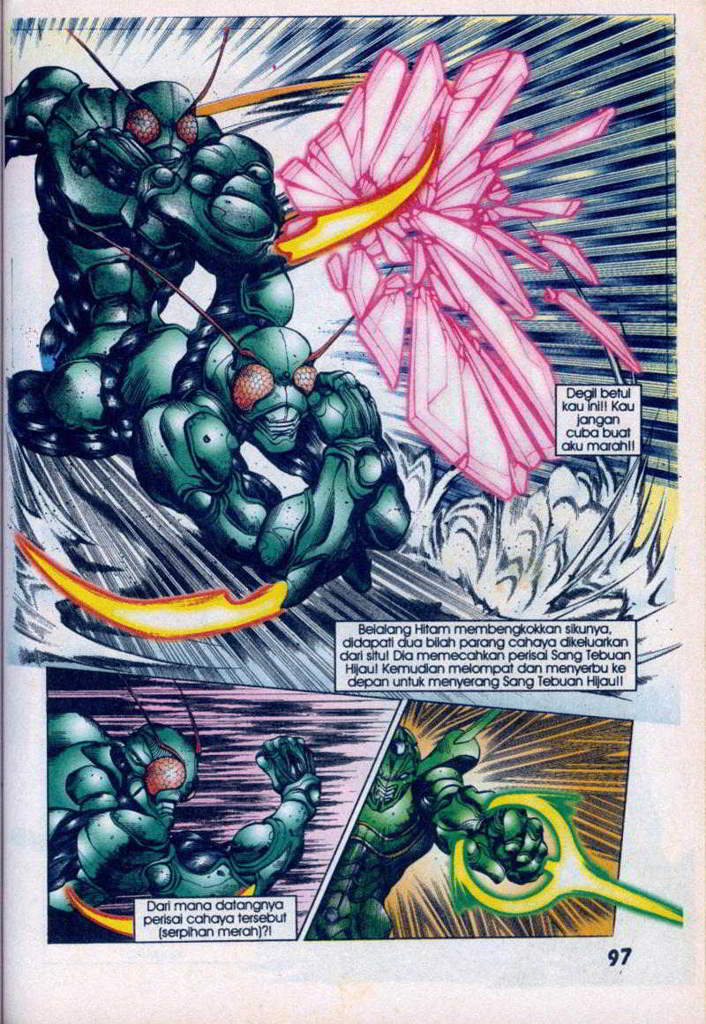 Degil betul
kau ini!! Kau
jangan
cuba buat
aku marah!!
Belalang Hitam membengkokkan sikunya,
didapati dua bilah parang cahaya dikeluarkan
dari situ! Dia memecahkan perisai Sang Tebuan
Hijau! Kemudian melompat dan menyerbu ke
depan untuk menyerang Sang Tebuan Hijau!!
Dari mana datangnya
perisai cahaya tersebut
(serpihan merah)?!
97